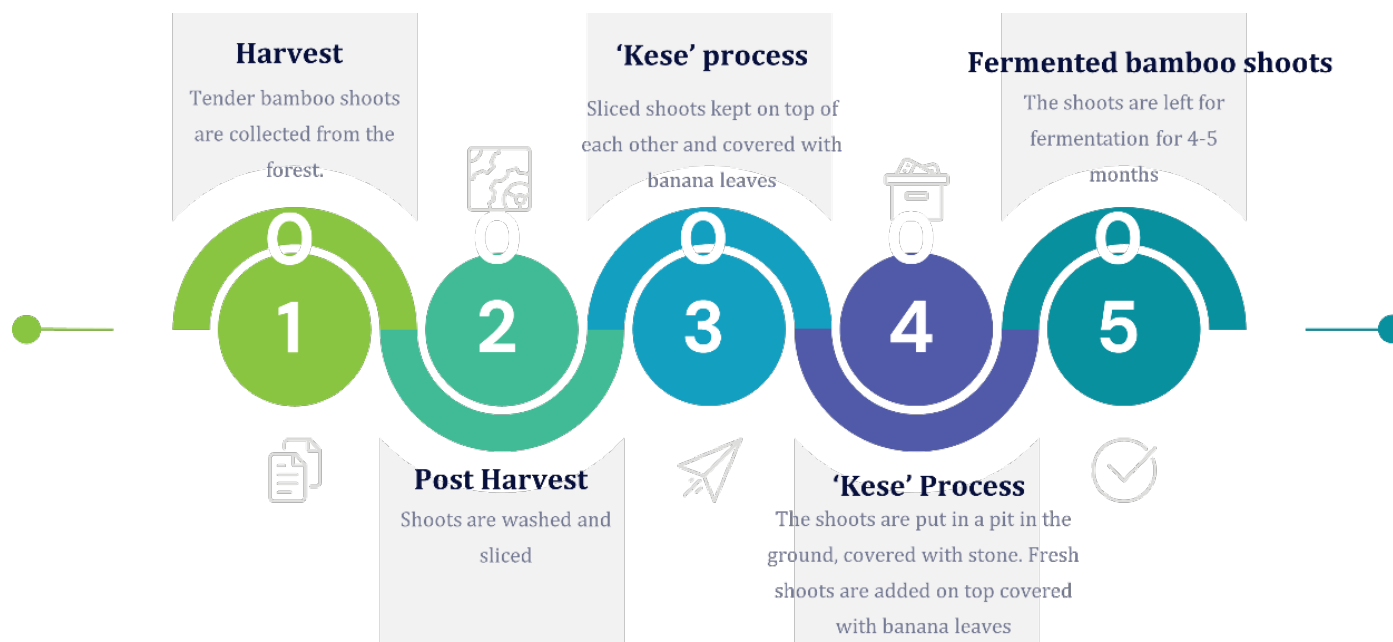 Harvest
Tender bamboo shoots
are collected from the
forest.
0
1
0
2
Post Harvest
Shoots are washed and
sliced
‘Kese’ process
Sliced shoots kept on top of
each other and covered with
banana leaves
0
3
0
4
‘Kese’ Process
The shoots are put in a pit in the
ground, covered with stone. Fresh
shoots are added on top covered
with banana leaves
Fermented bamboo shoots
The shoots are left for
fermentation for 4-5
months
0
5